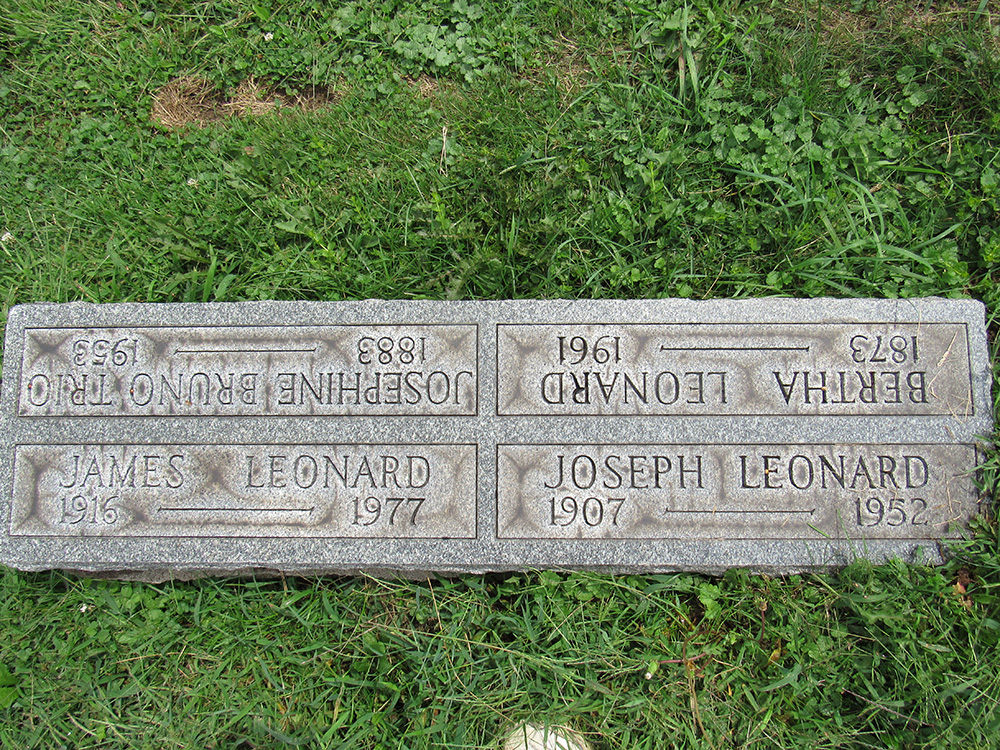 JOSEPHINE BRUNO TRIO
1883 1953
BERTHA LEONARD
1873 1961
JAMES LEONARD
1916 1977
JOSEPH LEONARD
1907 1952